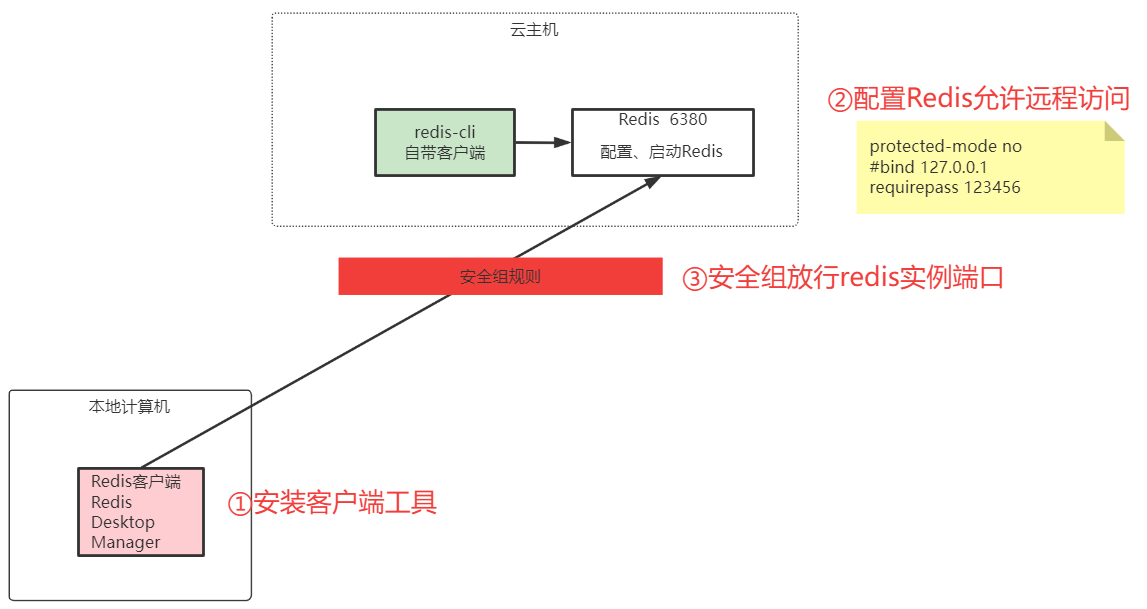 云主机
redis-cli
自带客户端
Redis 6380
配置、启动Redis
②配置Redis允许远程访问
protected-mode no
#bind 127.0.0.1
requirepass 123456
安全组规则
③安全组放行redis实例端口
本地计算机
Redis客户端
Redis
Desktop
Manager
①安装客户端工具